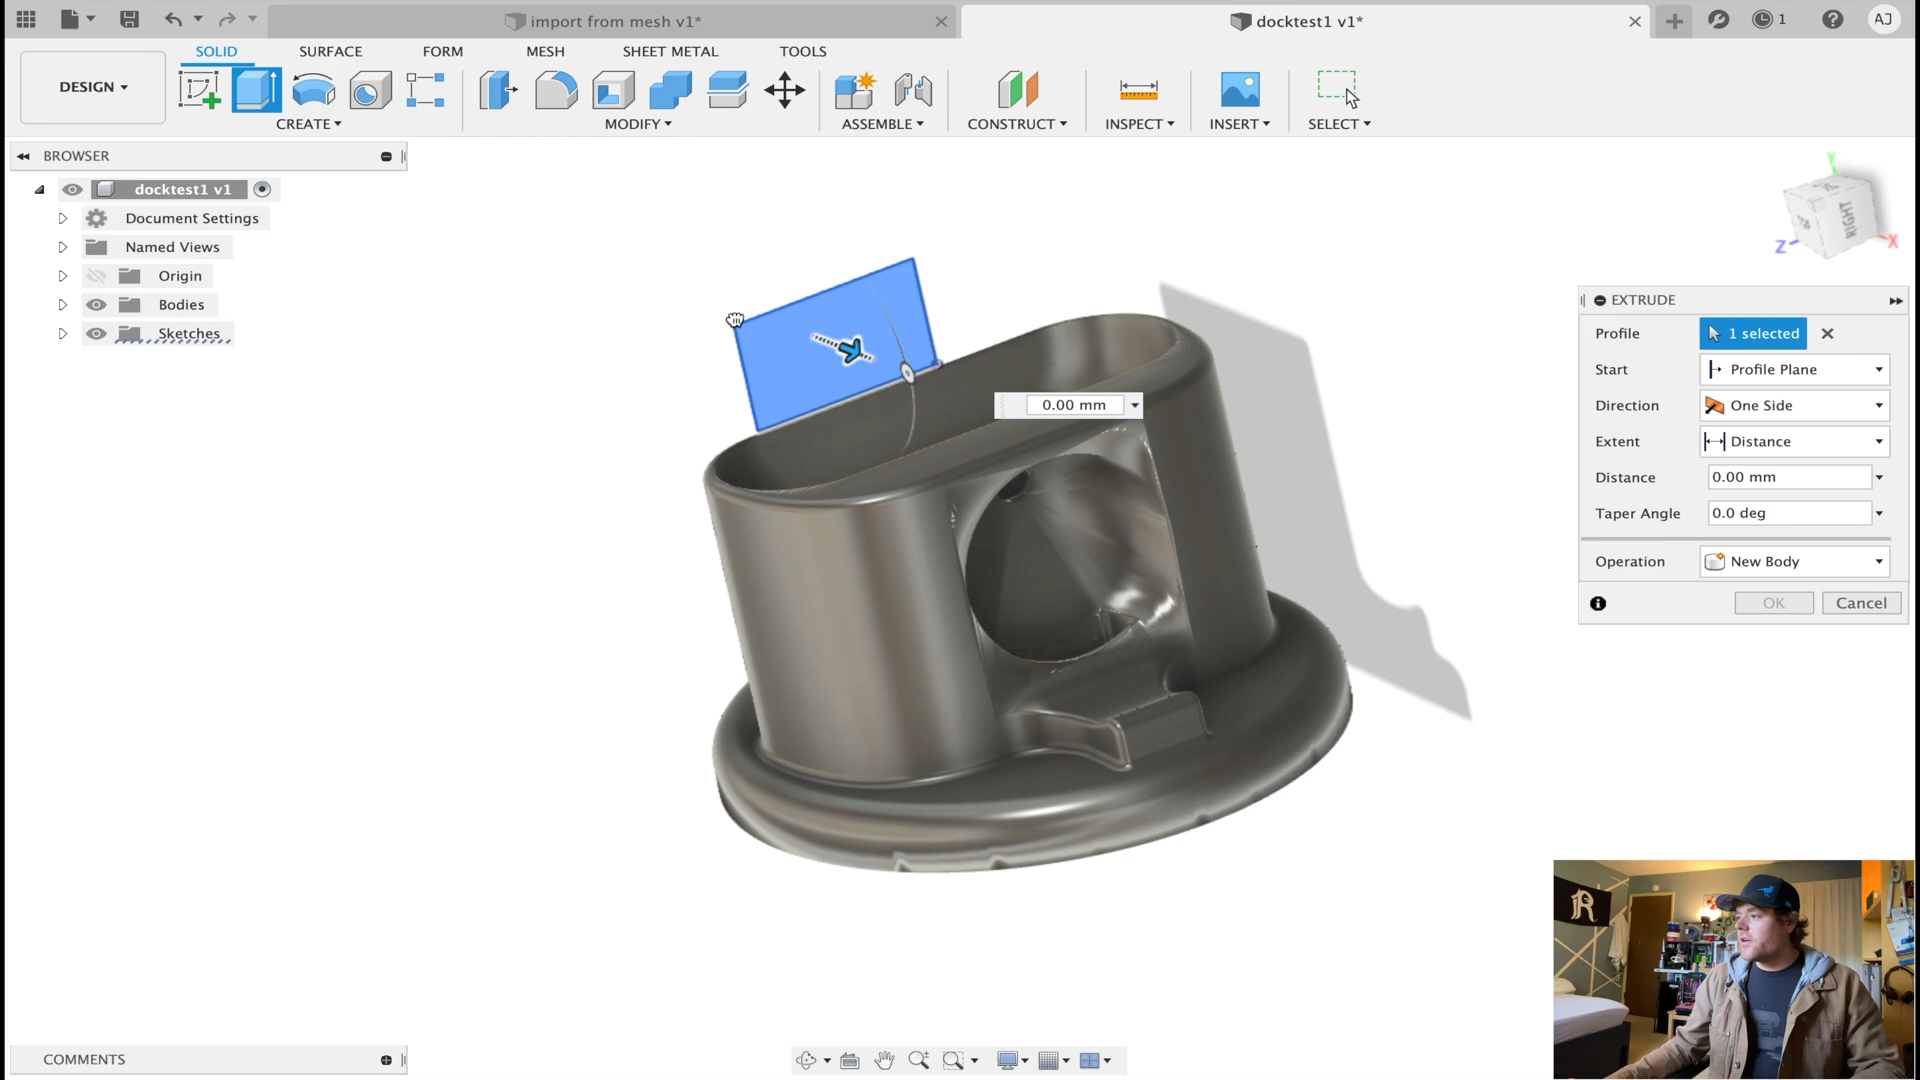 import from mesh v1*
docktest1 v1*
1
AJ
DESIGN
SOLID
SURFACE
FORM
MESH
SHEET METAL
TOOLS
CREATE
MODIFY
ASSEMBLE
CONSTRUCT
INSPECT
INSERT
SELECT
BROWSER
docktest1 v1
Document Settings
Named Views
Origin
Bodies
Sketches
Y
RIGHT
Z
X
0.00 mm
EXTRUDE
Profile 1 selected
Start Profile Plane
Direction One Side
Extent Distance
Distance 0.00 mm
Taper Angle 0.0 deg
Operation New Body
OK Cancel
R
COMMENTS